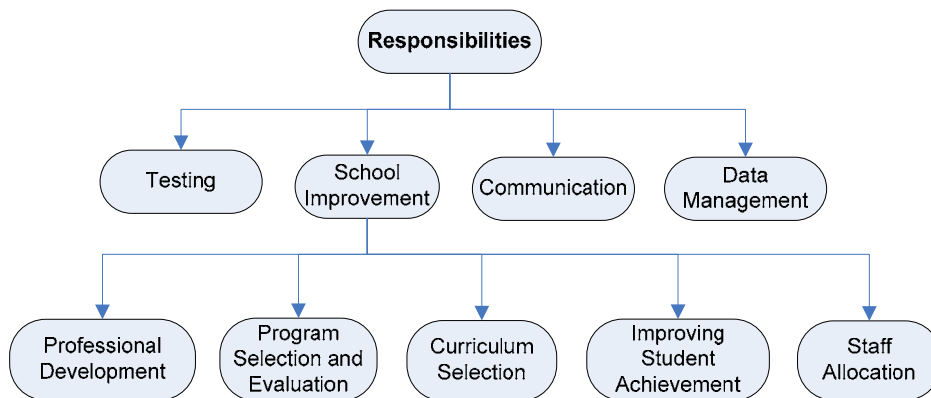 Responsibilities
Testing
School
Improvement
Communication
Data
Management
Professional
Development
Program
Selection and
Evaluation
Curriculum
Selection
Improving
Student
Achievement
Staff
Allocation